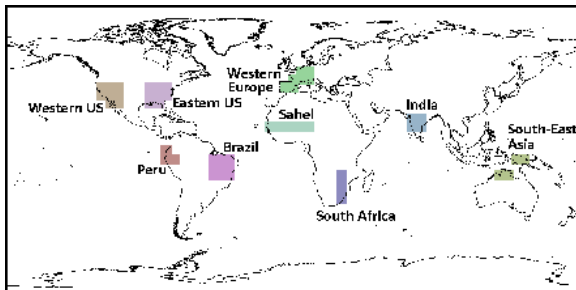 Western US
Eastern US
Western
Europe
Sahel
India
South-East
Asia
Peru
Brazil
South Africa